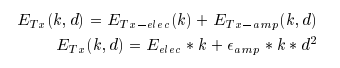 E_{Tx}(k, d) = E_{Tx-elec}(k) + E_{Tx-amp}(k, d)
E_{Tx}(k, d) = E_{elec} * k + ϵ_{amp} * k * d^2